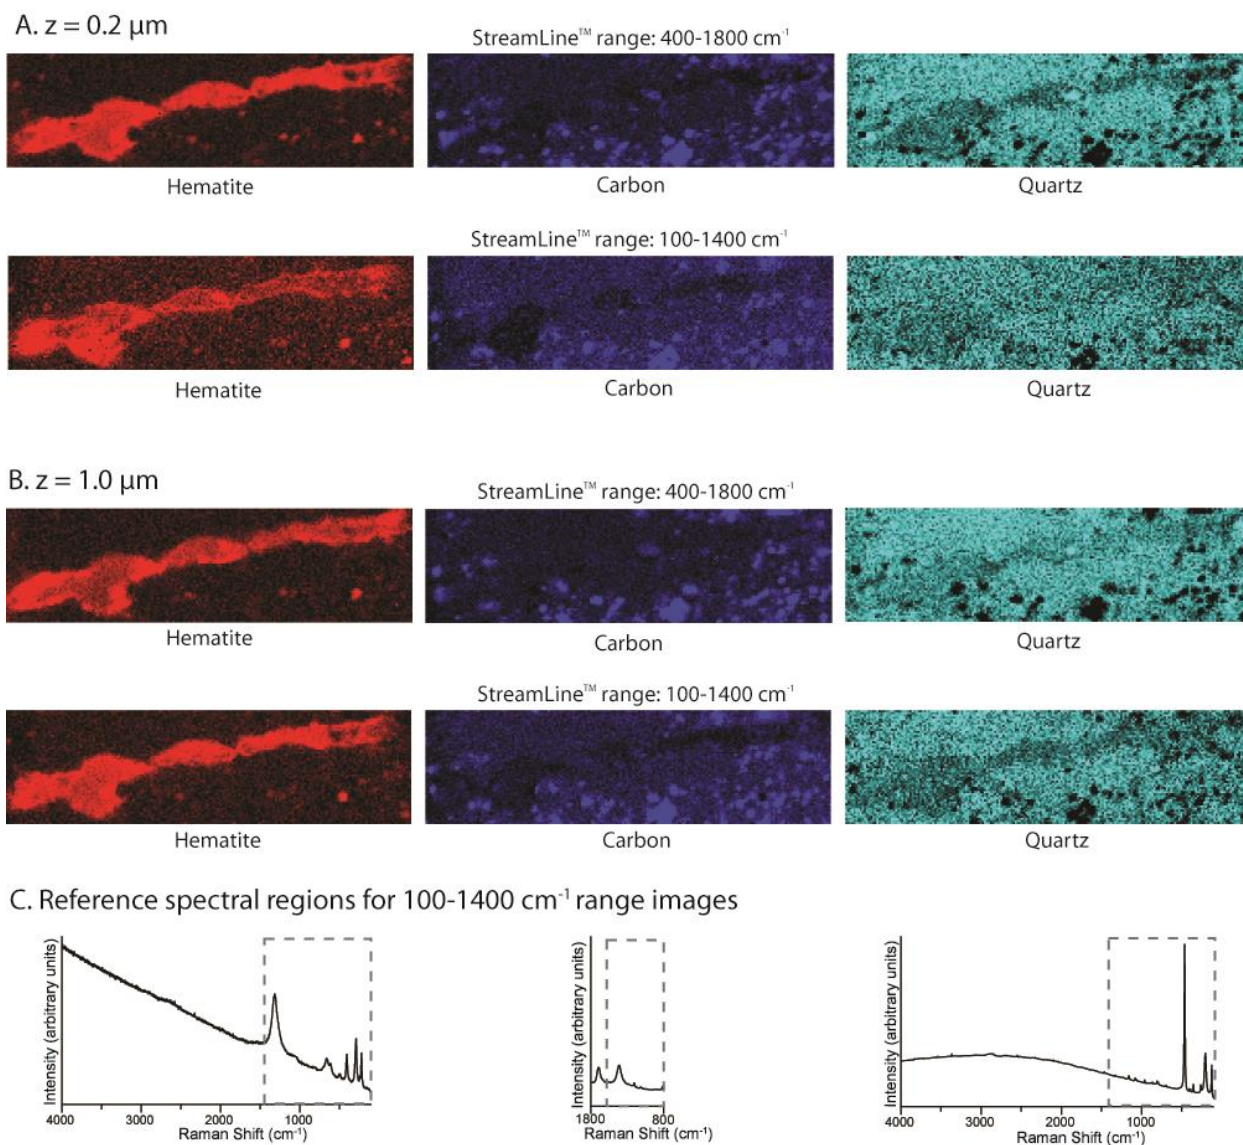 A. z = 0.2 μm
StreamLine™ range: 400-1800 cm⁻¹
Hematite
Carbon
Quartz
StreamLine™ range: 100-1400 cm⁻¹
Hematite
Carbon
Quartz
B. z = 1.0 μm
StreamLine™ range: 400-1800 cm⁻¹
Hematite
Carbon
Quartz
StreamLine™ range: 100-1400 cm⁻¹
Hematite
Carbon
Quartz
C. Reference spectral regions for 100-1400 cm⁻¹ range images
Intensity (arbitrary units)
4000 3000 2000 1000
Raman Shift (cm⁻¹)
Intensity (arbitrary units)
1800 800
Raman Shift (cm⁻¹)
Intensity (arbitrary units)
4000 3000 2000 1000
Raman Shift (cm⁻¹)